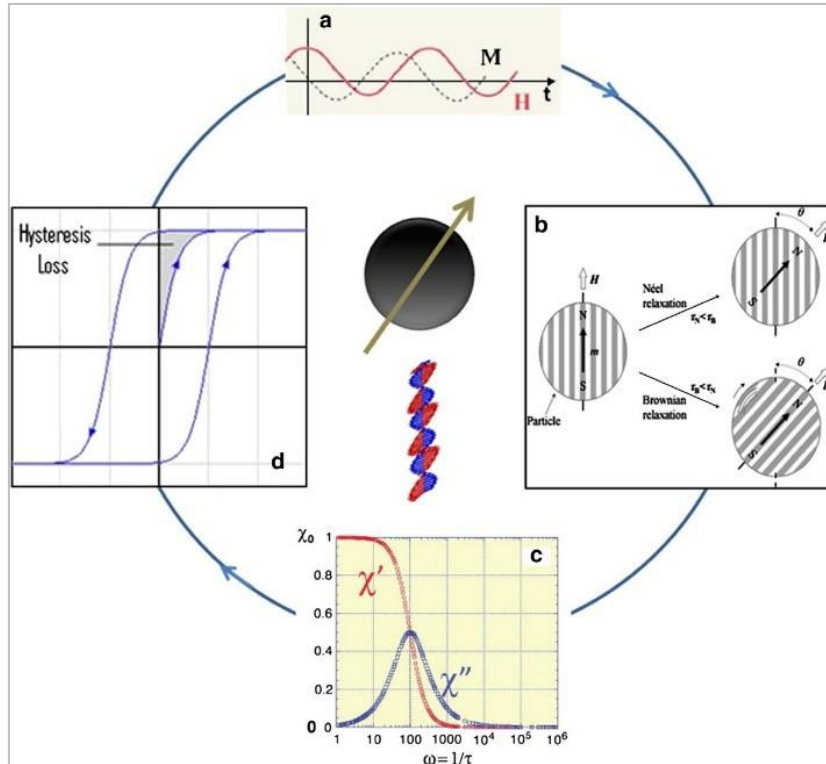 a
M
t
H
Hysteresis
Loss
d
b
H
N
m
S
Particle
Néel
relaxation
τN<τB
τB<τN
Brownian
relaxation
θ
N
S
θ
N
S
c
χ0
1
0.8
0.6
0.4
0.2
0
χ'
χ"
1
10
100
1000
10⁴
10⁵
10⁶
ω=1/τ